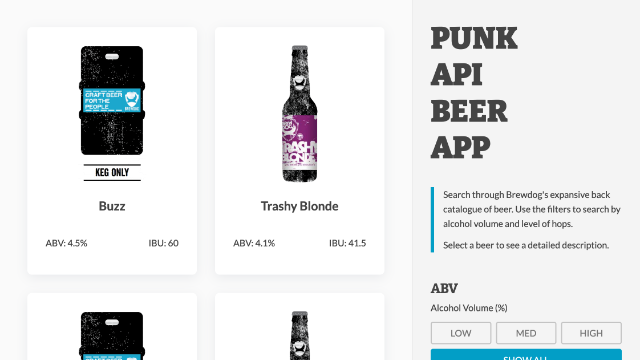 CRAFT BEER
FOR THE
PEOPLE
KEG ONLY
Buzz
ABV: 4.5%
IBU: 60
TRASHY
BLONDE
Trashy Blonde
ABV: 4.1%
IBU: 41.5
PUNK
API
BEER
APP
Search through Brewdog's expansive back
catalogue of beer. Use the filters to search by
alcohol volume and level of hops.
Select a beer to see a detailed description.
ABV
Alcohol Volume (%)
LOW
MED
HIGH
SHOW ALL